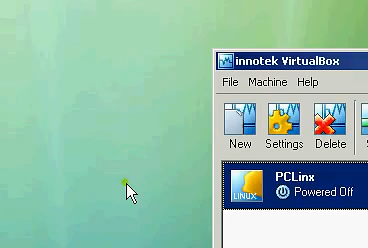 innotek VirtualBox
File Machine Help
New Settings Delete
PCLinx
LINUX
Powered Off